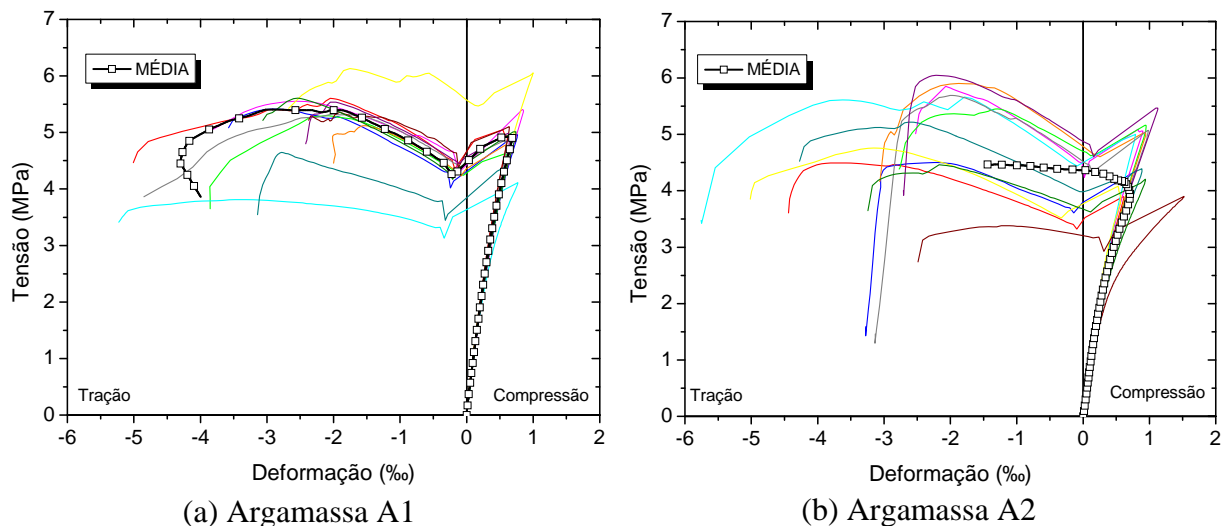 7
6
5
4
3
2
1
0
Tensão (MPa)
MÉDIA
Tração
Compressão
-6 -5 -4 -3 -2 -1 0 1 2
Deformação (‰)
(a) Argamassa A1
7
6
5
4
3
2
1
0
Tensão (MPa)
MÉDIA
Tração
Compressão
-6 -5 -4 -3 -2 -1 0 1 2
Deformação (‰)
(b) Argamassa A2